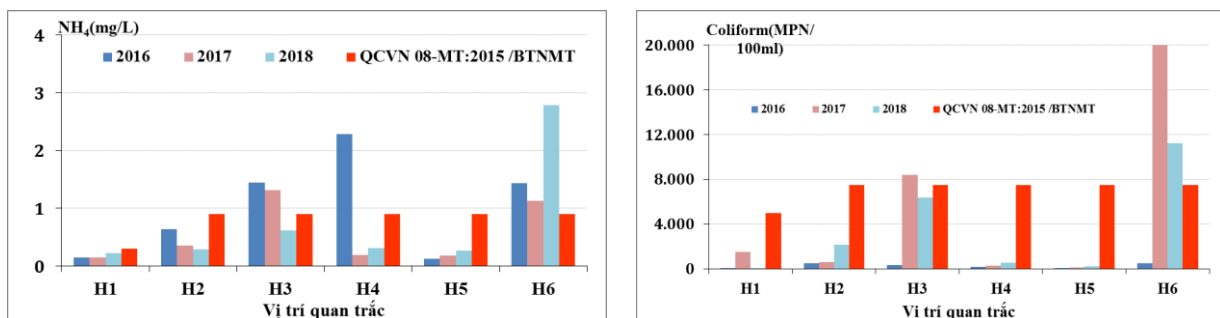 NH4(mg/L)
4
2016 2017 2018 QCVN 08-MT:2015 /BTNMT
3
2
1
0
H1 H2 H3 H4 H5 H6
Vị trí quan trắc
Coliform(MPN/
100ml)
20.000
16.000
2016 2017 2018 QCVN 08-MT:2015 /BTNMT
12.000
8.000
4.000
0
H1 H2 H3 H4 H5 H6
Vị trí quan trắc